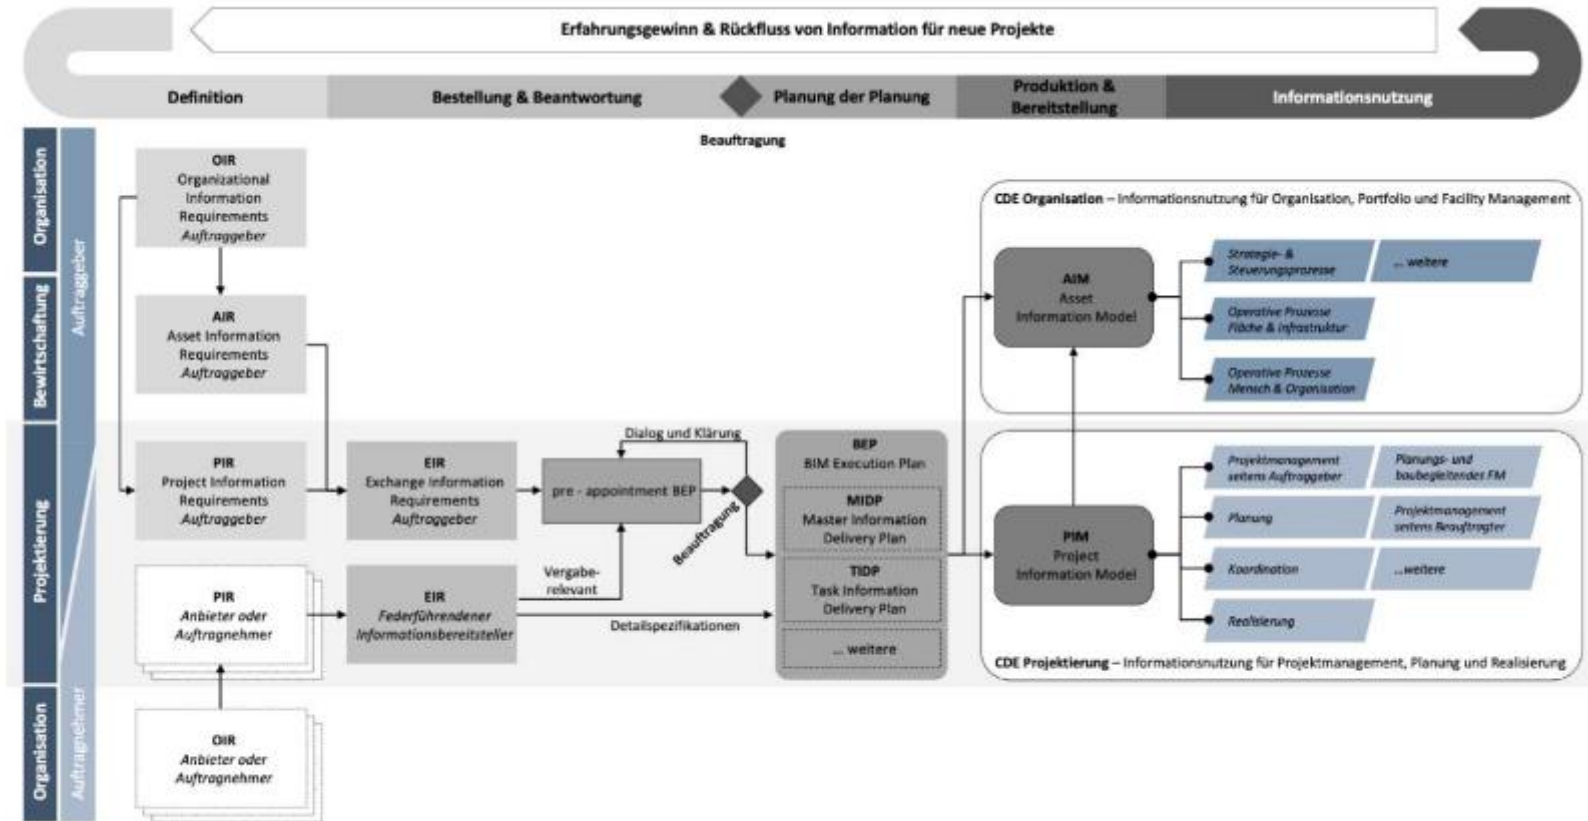 Erfahrungsgewinn & Rückfluss von Information für neue Projekte
Definition
Bestellung & Beantwortung
Planung der Planung
Produktion &
Bereitstellung
Informationsnutzung
Beauftragung
Organisation
Bewirtschaftung
Projektierung
Organisation
Auftraggeber
Auftragnehmer
OIR
Organizational
Information
Requirements
Auftraggeber
AIR
Asset Information
Requirements
Auftraggeber
PIR
Project Information
Requirements
Auftraggeber
PIR
Anbieter oder
Auftragnehmer
OIR
Anbieter oder
Auftragnehmer
EIR
Exchange Information
Requirements
Auftraggeber
EIR
Federführendener
Informationsbereitsteller
Dialog und Klärung
pre - appointment BEP
Beauftragung
Vergabe-
relevant
Detailspezifikationen
BEP
BIM Execution Plan
MIDP
Master Information
Delivery Plan
TIDP
Task Information
Delivery Plan
... weitere
CDE Organisation – Informationsnutzung für Organisation, Portfolio und Facility Management
AIM
Asset
Information Model
Strategie- &
Steuerungsprozesse
... weitere
Operative Prozesse
Fläche & Infrastruktur
Operative Prozesse
Mensch & Organisation
PIM
Project
Information Model
Projektmanagement
seitens Auftraggeber
Planungs- und
baubegleitendes FM
Planung
Projektmanagement
seitens Beauftragter
Koordination
...weitere
Realisierung
CDE Projektierung – Informationsnutzung für Projektmanagement, Planung und Realisierung